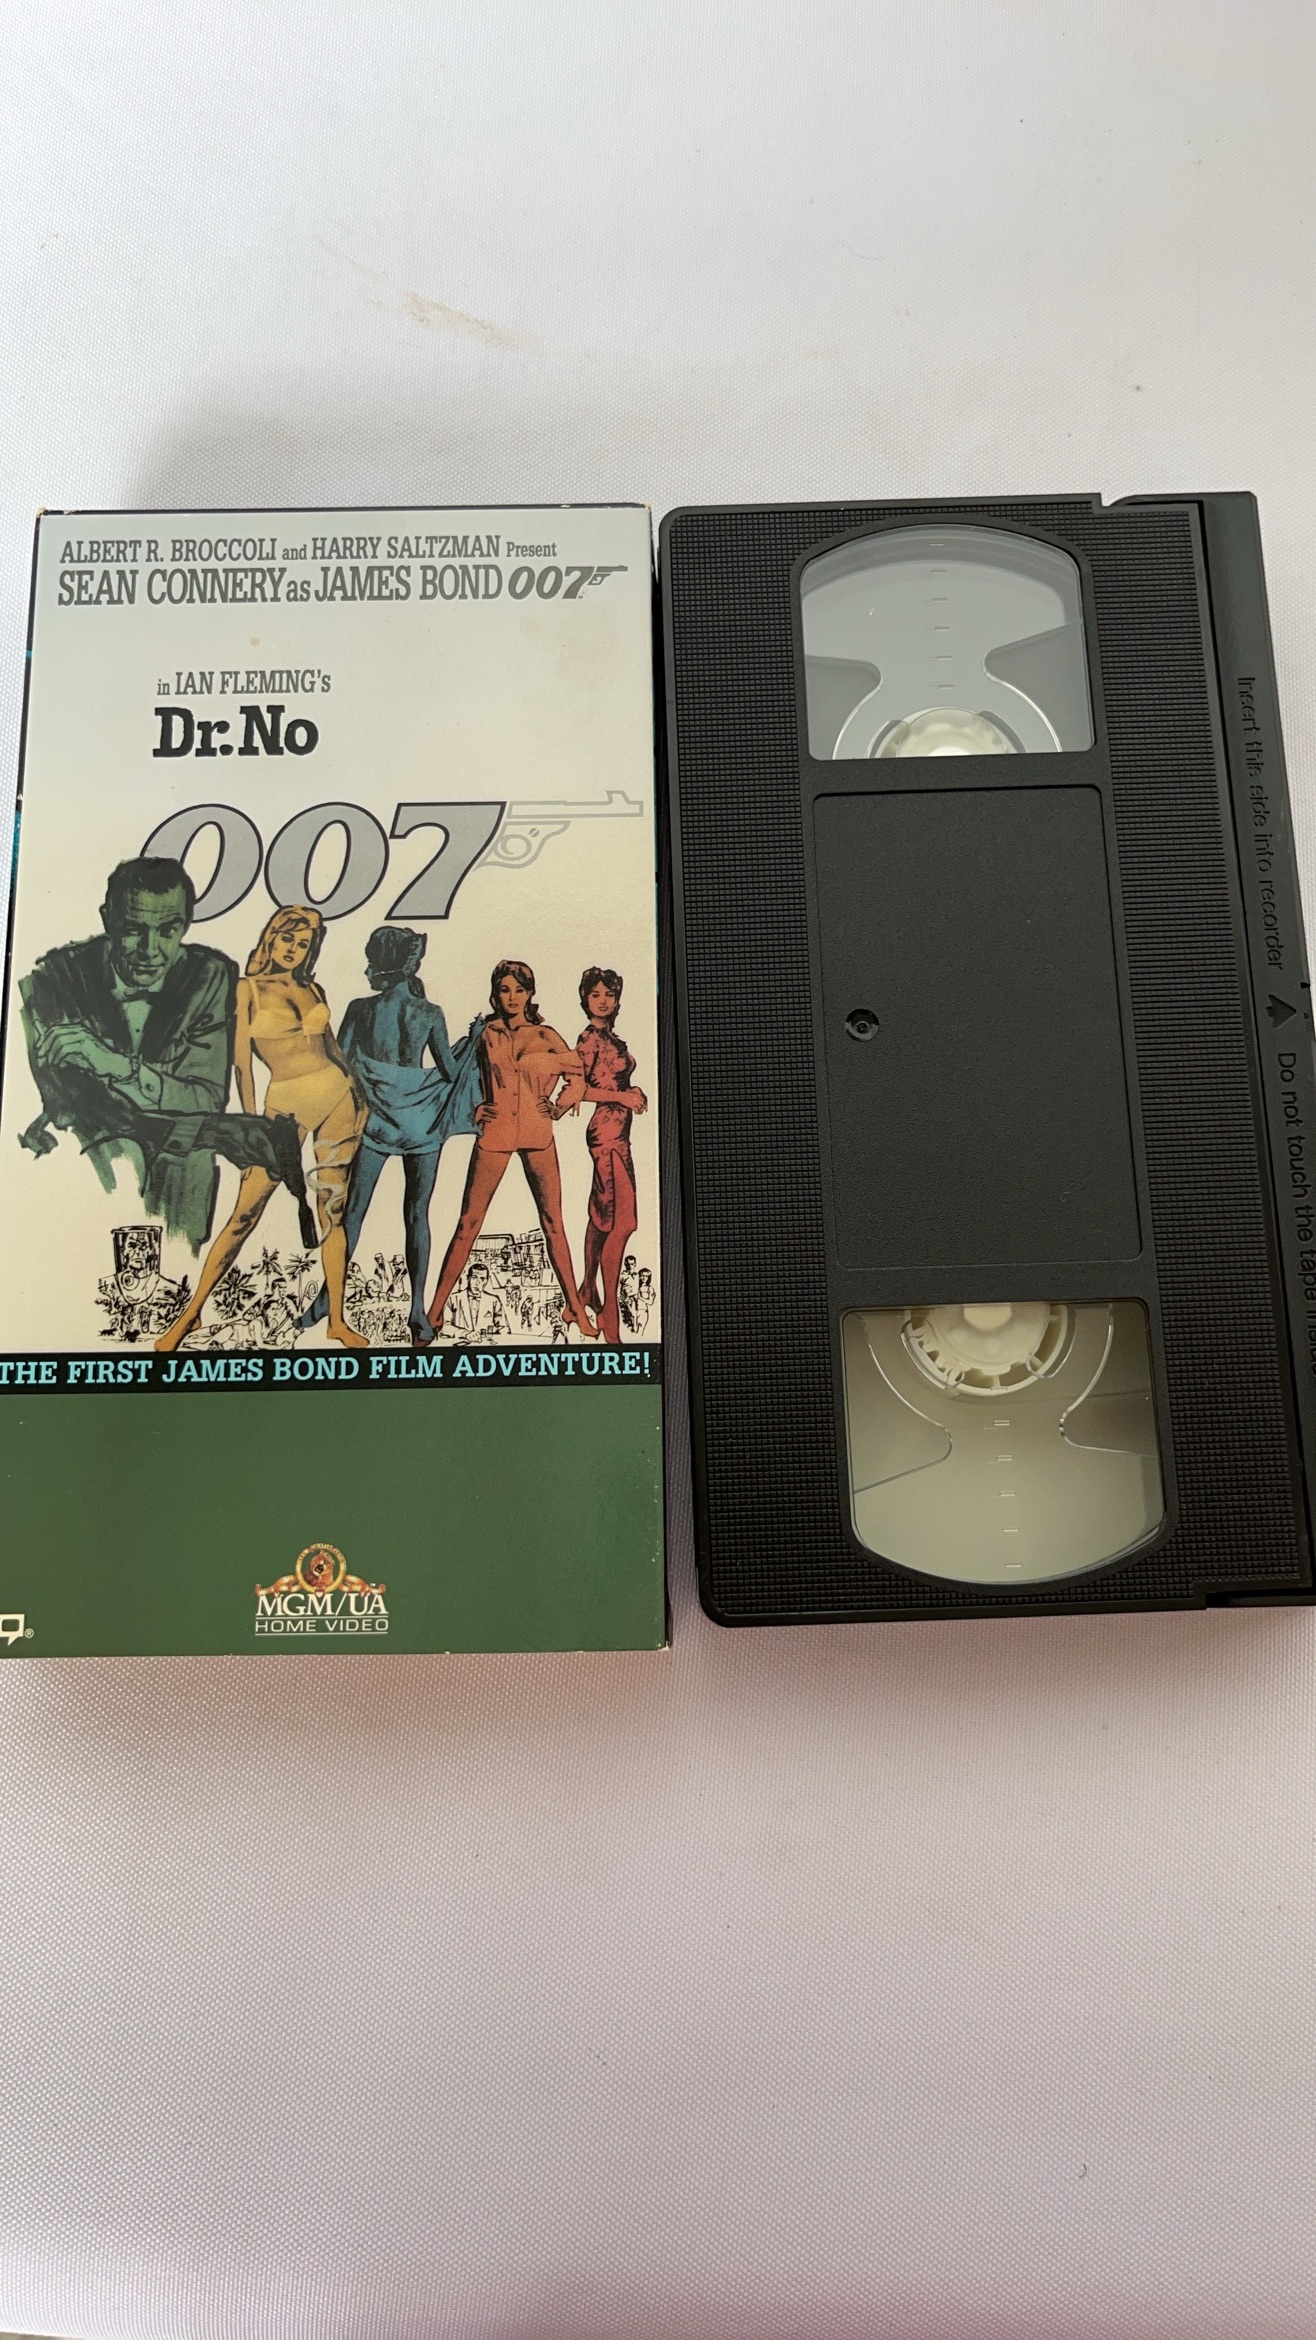 ALBERT R. BROCCOLI and HARRY SALTZMAN Present
SEAN CONNERY as JAMES BOND 007
in IAN FLEMING'S
Dr. No
007
THE FIRST JAMES BOND FILM ADVENTURE!
MGM/UA
HOME VIDEO
®
Insert this side into recorder
Do not touch the tape